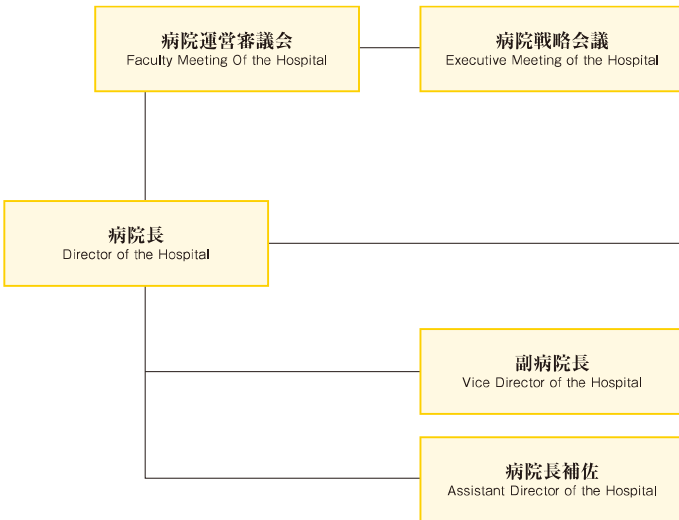 病院運営審議会
Faculty Meeting Of the Hospital
病院戦略会議
Executive Meeting of the Hospital
病院長
Director of the Hospital
副病院長
Vice Director of the Hospital
病院長補佐
Assistant Director of the Hospital